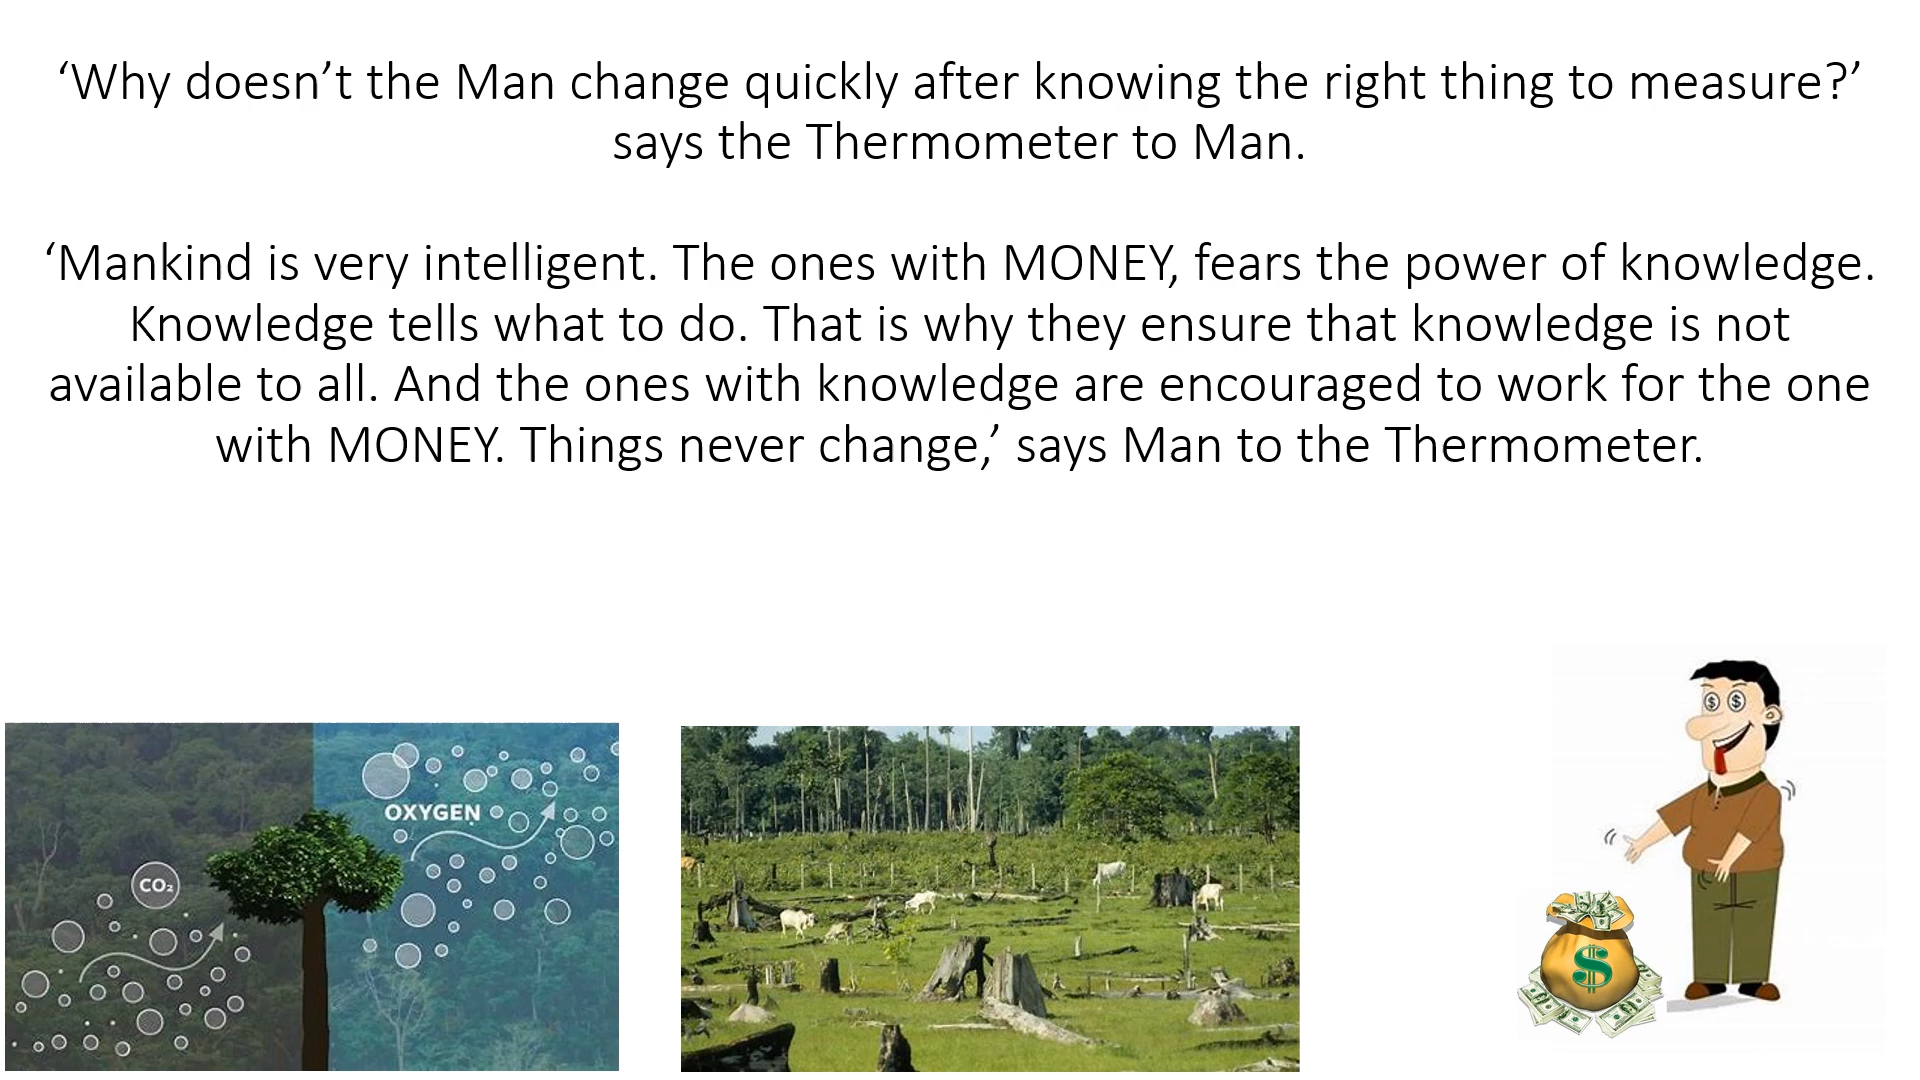 ‘Why doesn’t the Man change quickly after knowing the right thing to measure?’
says the Thermometer to Man.
‘Mankind is very intelligent. The ones with MONEY, fears the power of knowledge.
Knowledge tells what to do. That is why they ensure that knowledge is not
available to all. And the ones with knowledge are encouraged to work for the one
with MONEY. Things never change,’ says Man to the Thermometer.
OXYGEN
CO₂
$ $
$